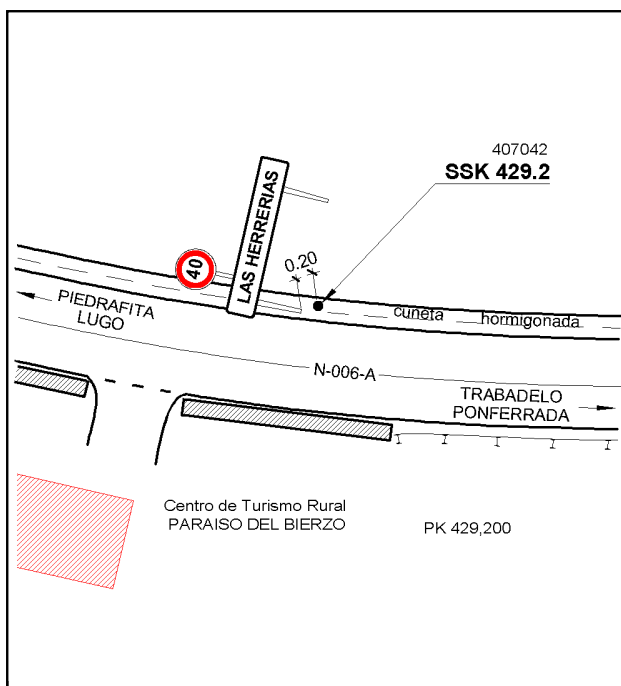 407042
SSK 429.2
LAS HERRERIAS
40
0.20
cuneta hormigonada
PIEDRAFITA
LUGO
N-006-A
TRABADELO
PONFERRADA
Centro de Turismo Rural
PARAISO DEL BIERZO
PK 429,200